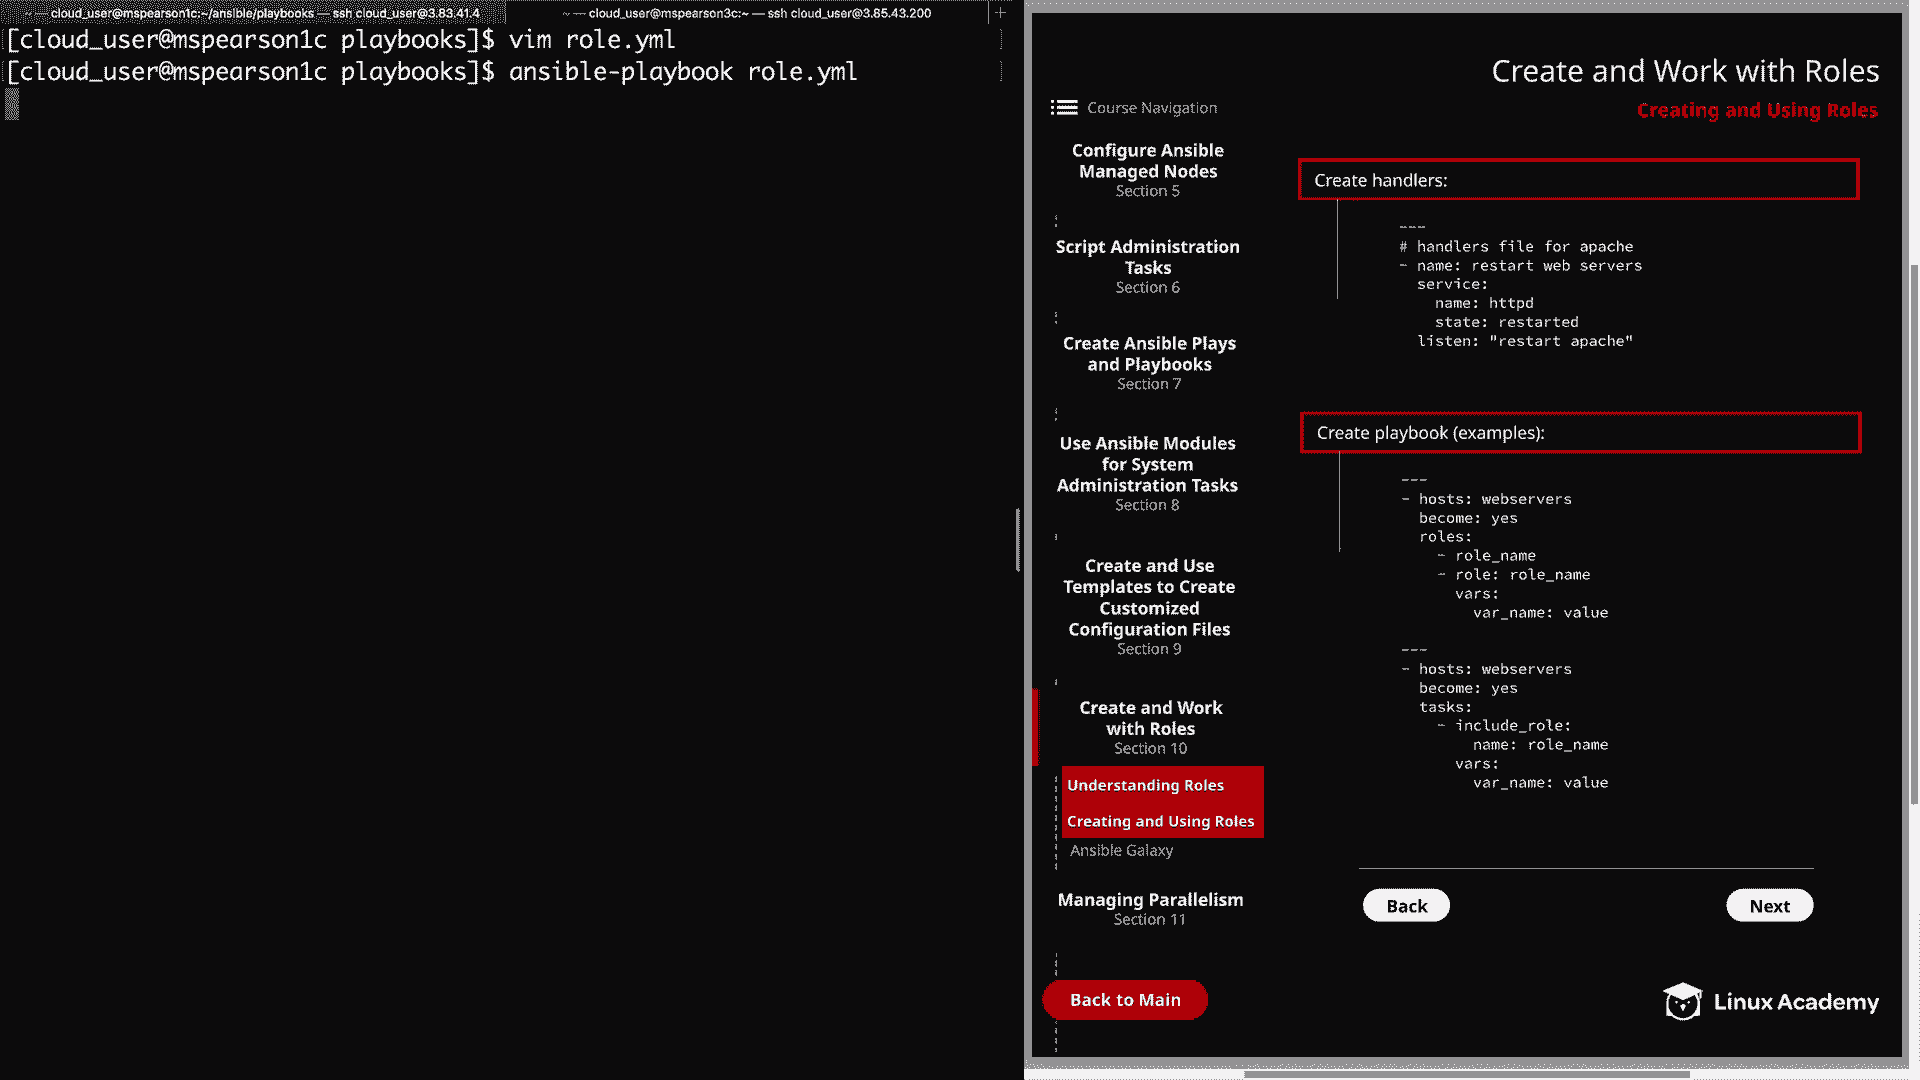 cloud_user@mspearson1c:~/ansible/playbooks — ssh cloud_user@3.83.41.4
~ — cloud_user@mspearson3c:~ — ssh cloud_user@3.85.43.200
[cloud_user@mspearson1c playbooks]$ vim role.yml
[cloud_user@mspearson1c playbooks]$ ansible-playbook role.yml
Create and Work with Roles
Creating and Using Roles
Course Navigation
Configure Ansible
Managed Nodes
Section 5
Script Administration
Tasks
Section 6
Create Ansible Plays
and Playbooks
Section 7
Use Ansible Modules
for System
Administration Tasks
Section 8
Create and Use
Templates to Create
Customized
Configuration Files
Section 9
Create and Work
with Roles
Section 10
Understanding Roles
Creating and Using Roles
Ansible Galaxy
Managing Parallelism
Section 11
Back to Main
Create handlers:
---
# handlers file for apache
- name: restart web servers
  service:
    name: httpd
    state: restarted
  listen: "restart apache"
Create playbook (examples):
---
- hosts: webservers
  become: yes
  roles:
    - role_name
    - role: role_name
      vars:
        var_name: value
---
- hosts: webservers
  become: yes
  tasks:
    - include_role:
        name: role_name
      vars:
        var_name: value
Back
Next
Linux Academy